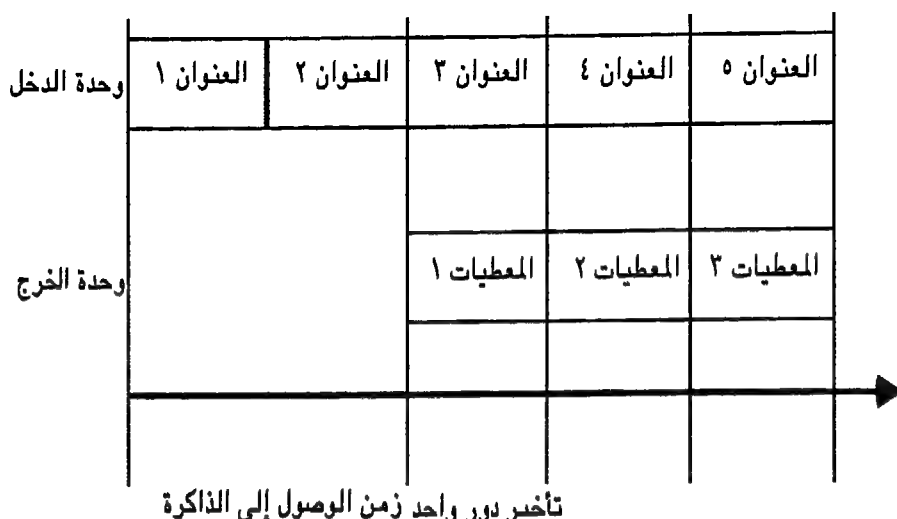 وحدة الدخل العنوان ١ العنوان ٢ العنوان ٣ العنوان ٤ العنوان ٥
وحدة الخرج المعطيات ١ المعطيات ٢ المعطيات ٣
تأخير دور واحد زمن الوصول إلى الذاكرة